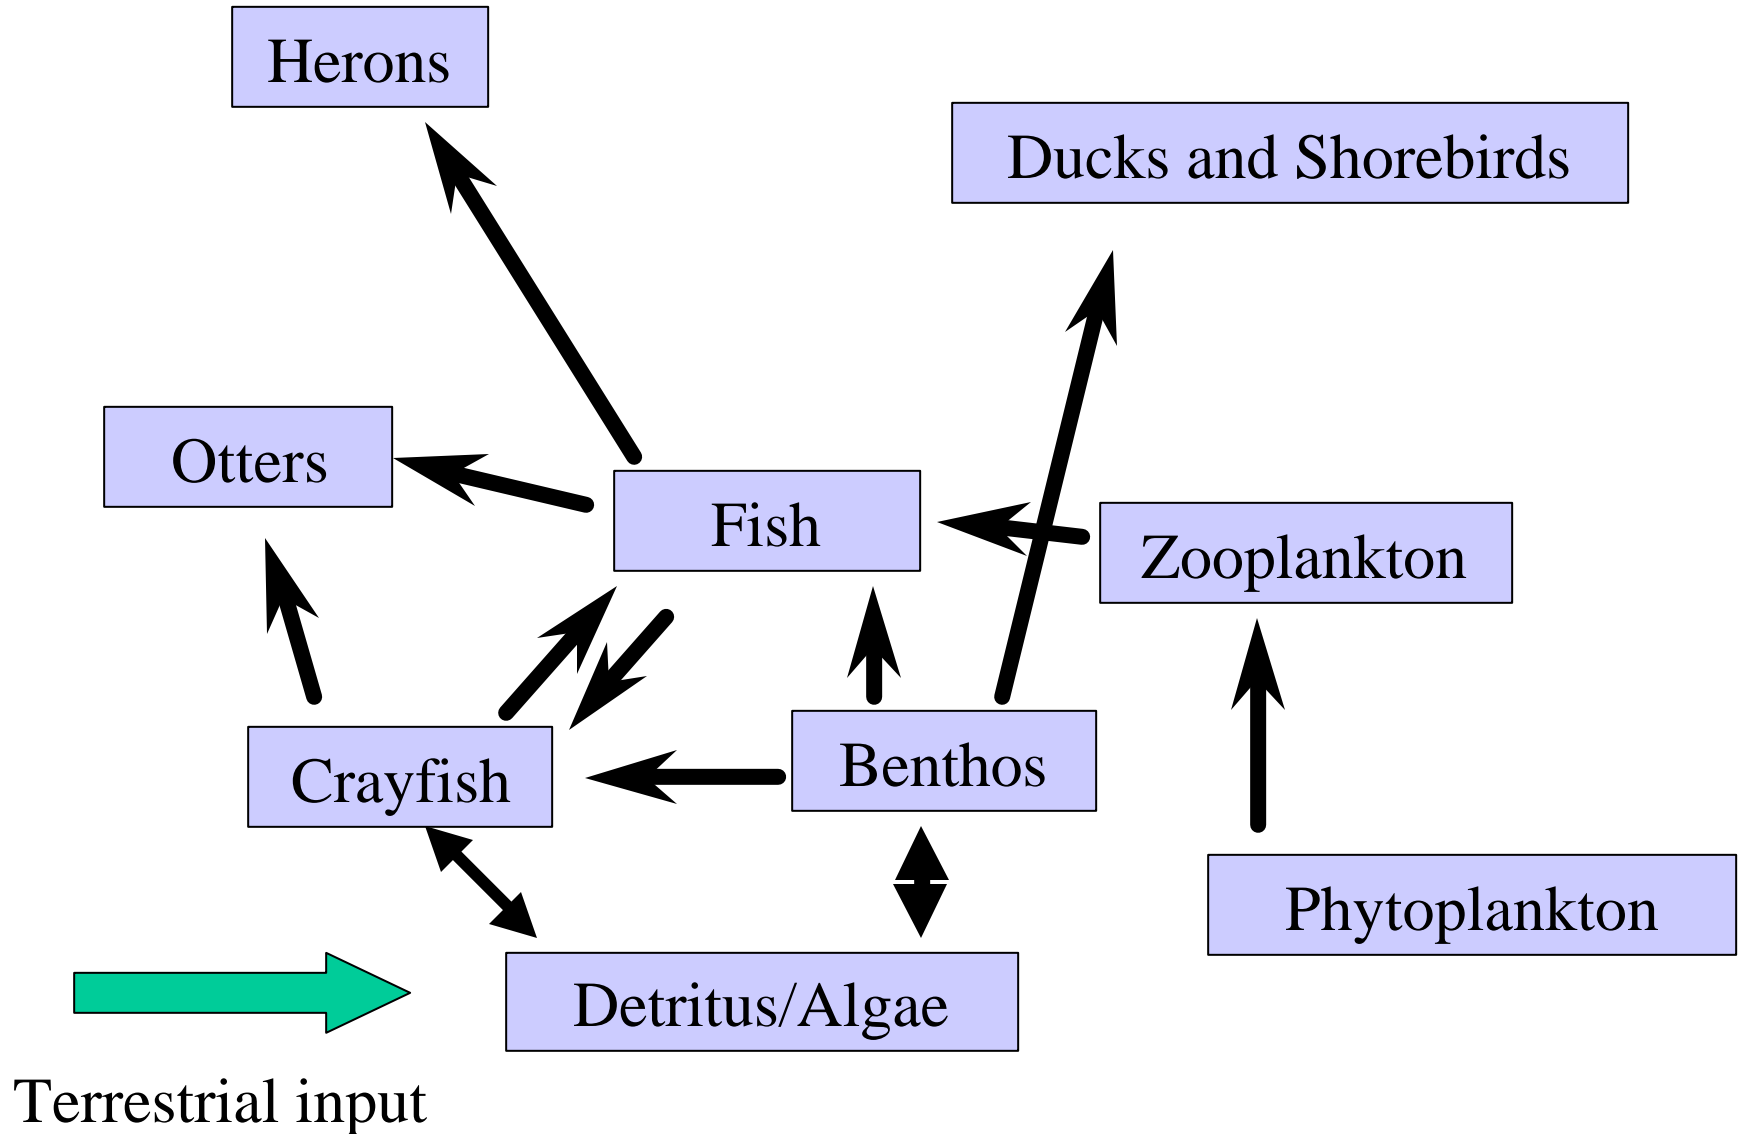 Herons
Ducks and Shorebirds
Otters
Fish
Zooplankton
Crayfish
Benthos
Phytoplankton
Detritus/Algae
Terrestrial input